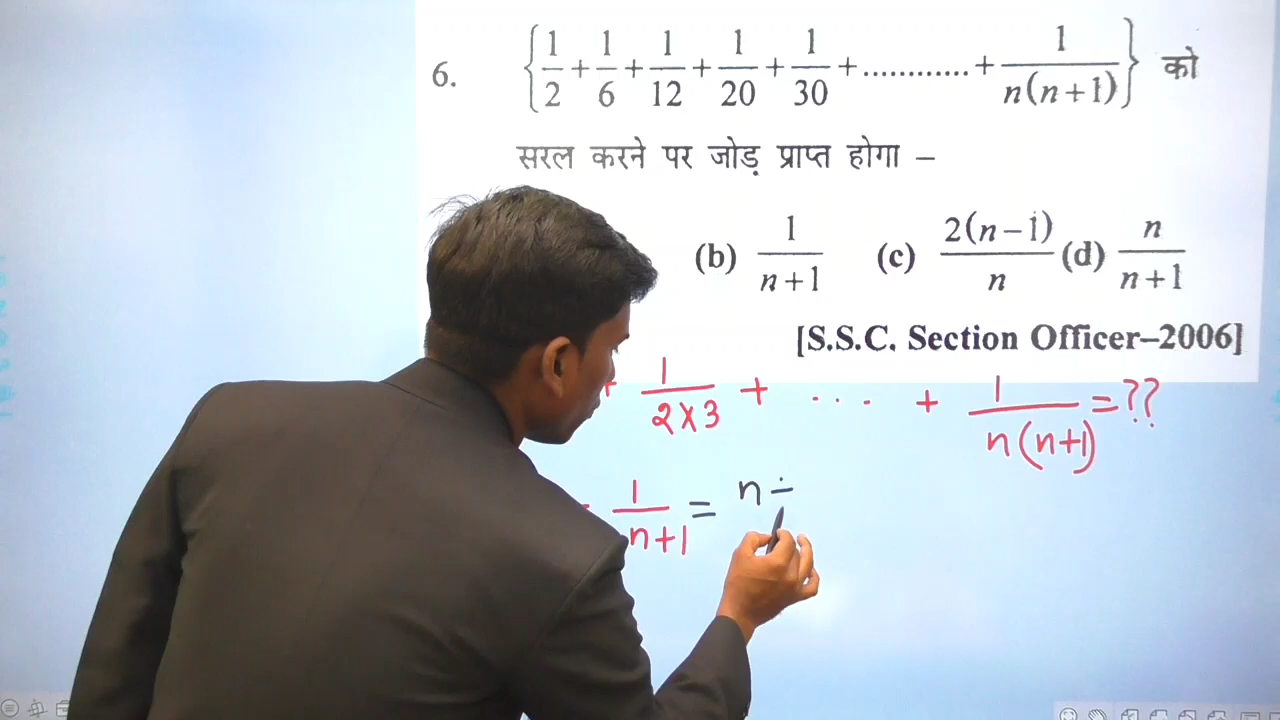 6. {1/2 + 1/6 + 1/12 + 1/20 + 1/30 + ............ + 1/n(n+1)} को
सरल करने पर जोड़ प्राप्त होगा –
(b) 1/n+1 (c) 2(n–1)/n (d) n/n+1
[S.S.C. Section Officer–2006]
+ 1/2×3 + ... + 1/n(n+1) = ??
1/n+1 = n ÷